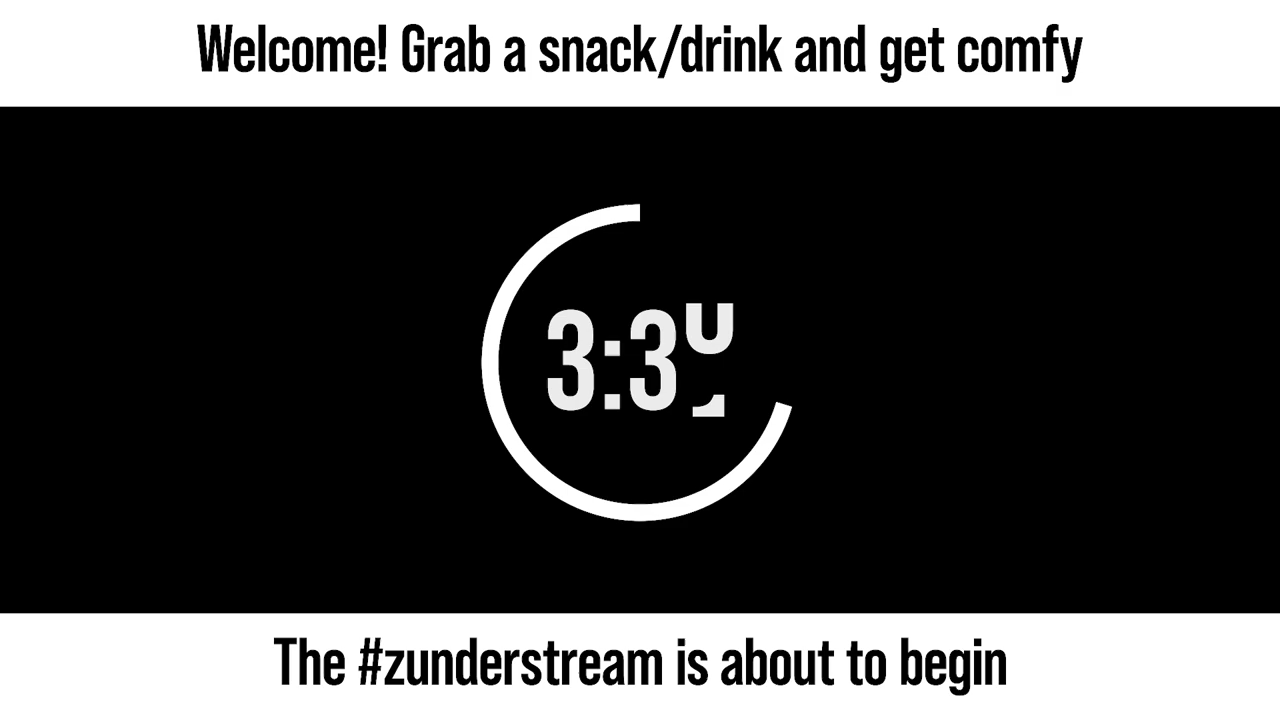 Welcome! Grab a snack/drink and get comfy
3:3
The #zunderstream is about to begin